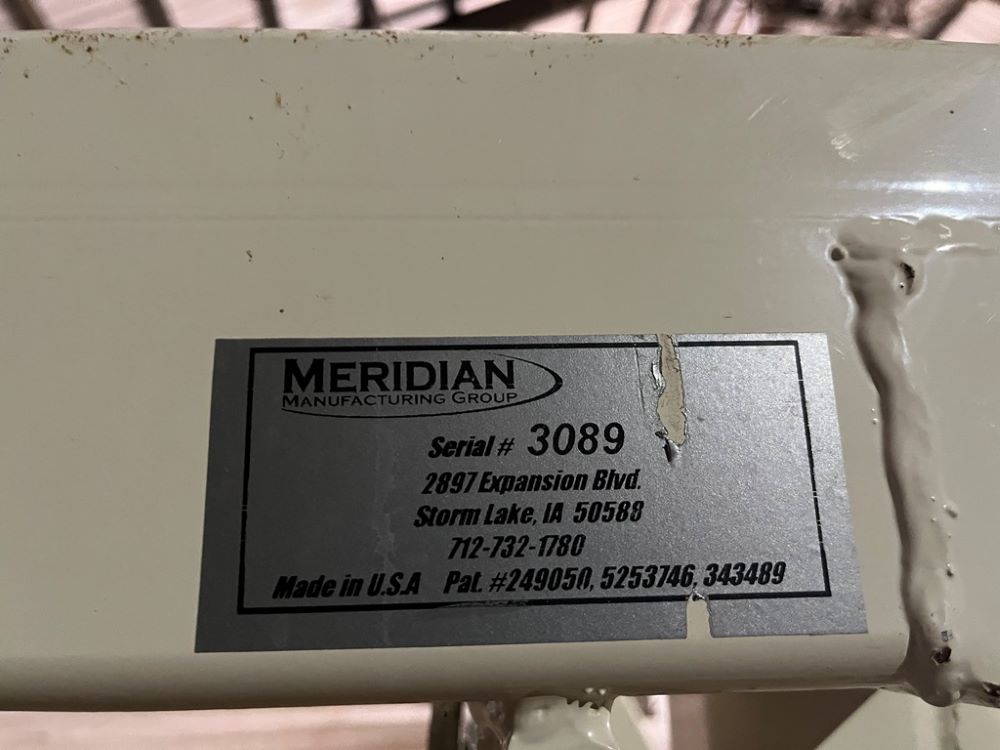 MERIDIAN
MANUFACTURING GROUP
Serial # 3089
2897 Expansion Blvd.
Storm Lake, IA 50588
712-732-1780
Made in U.S.A Pat. #249050, 5253746, 343489